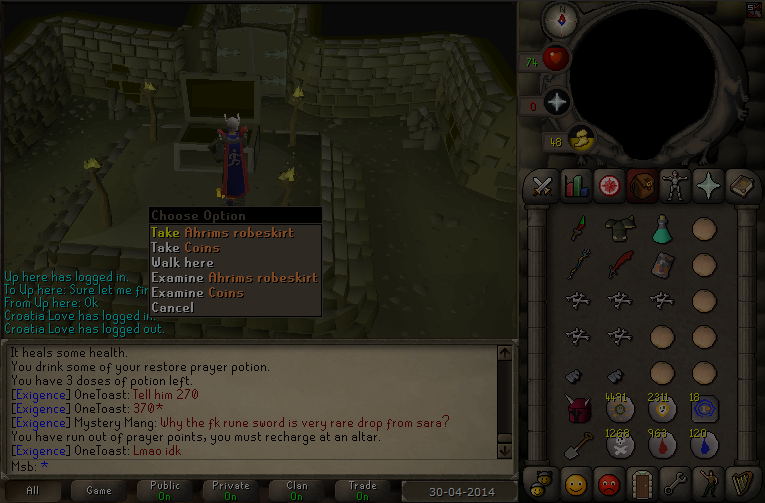 N
74
0
48
Choose Option
Take Ahrims robeskirt
Take Coins
Walk here
Examine Ahrims robeskirt
Examine Coins
Cancel
Up here has logged in.
To Up here: Sure let me fin
From Up here: Ok
Croatia Love has logged in.
Croatia Love has logged out.
It heals some health.
You drink some of your restore prayer potion.
You have 3 doses of potion left.
[Exigence] OneToast: Tell him 270
[Exigence] OneToast: 370*
[Exigence] Mystery Mang: Why the fk rune sword is very rare drop from sara?
You have run out of prayer points, you must recharge at an altar.
[Exigence] OneToast: Lmao idk
Msb: *
4491 2311 18
1268 963 120
All Game Public On Private On Clan On Trade On 30-04-2014